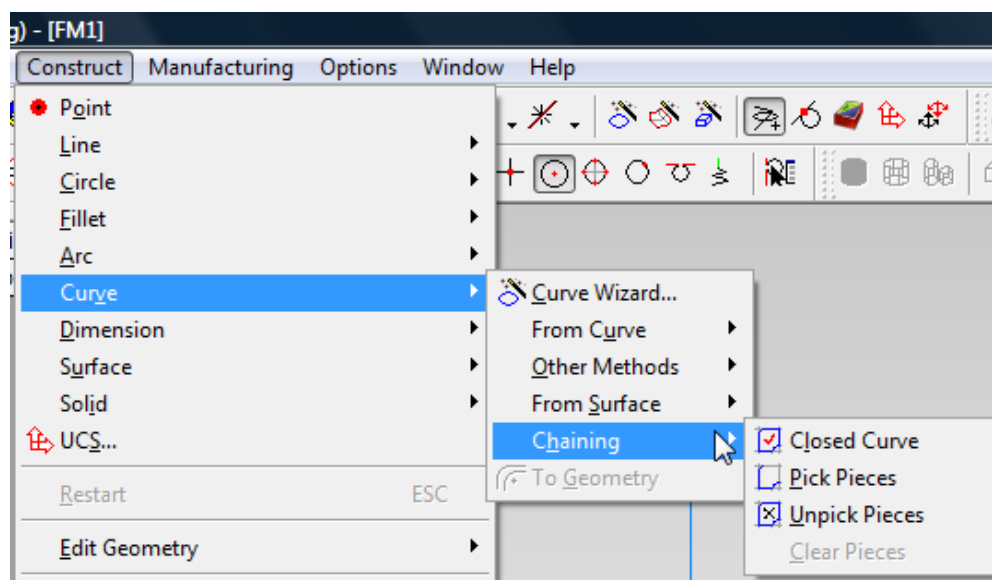 g) - [FM1]
Construct Manufacturing Options Window Help
Point
Line
Circle
Fillet
Arc
Curve
Dimension
Surface
Solid
UCS...
Restart ESC
Edit Geometry
Curve Wizard...
From Curve
Other Methods
From Surface
Chaining
To Geometry
Closed Curve
Pick Pieces
Unpick Pieces
Clear Pieces